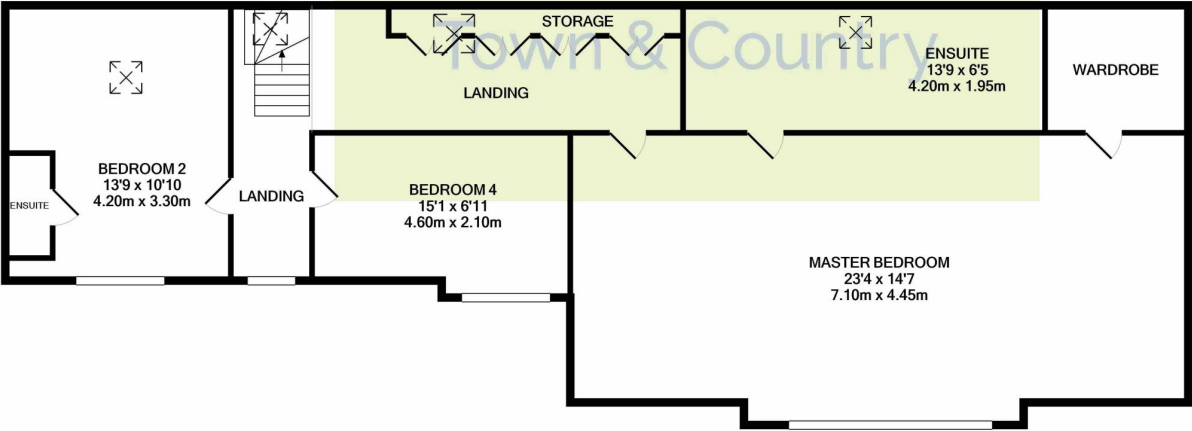 STORAGE
Town & Country
ENSUITE
13'9 x 6'5
4.20m x 1.95m
WARDROBE
LANDING
BEDROOM 2
13'9 x 10'10
4.20m x 3.30m
ENSUITE
LANDING
BEDROOM 4
15'1 x 6'11
4.60m x 2.10m
MASTER BEDROOM
23'4 x 14'7
7.10m x 4.45m